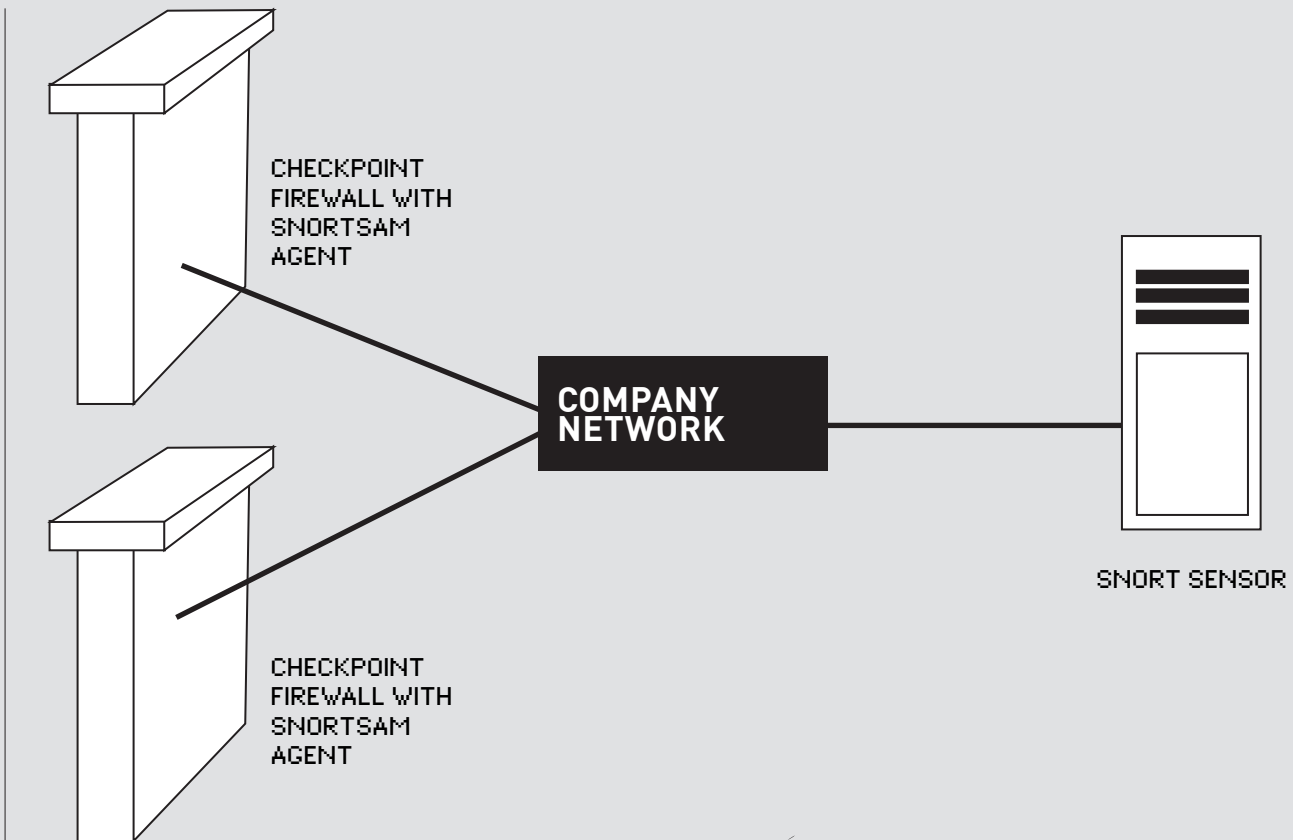 CHECKPOINT
FIREWALL WITH
SNORTSAM
AGENT
COMPANY
NETWORK
SNORT SENSOR
CHECKPOINT
FIREWALL WITH
SNORTSAM
AGENT